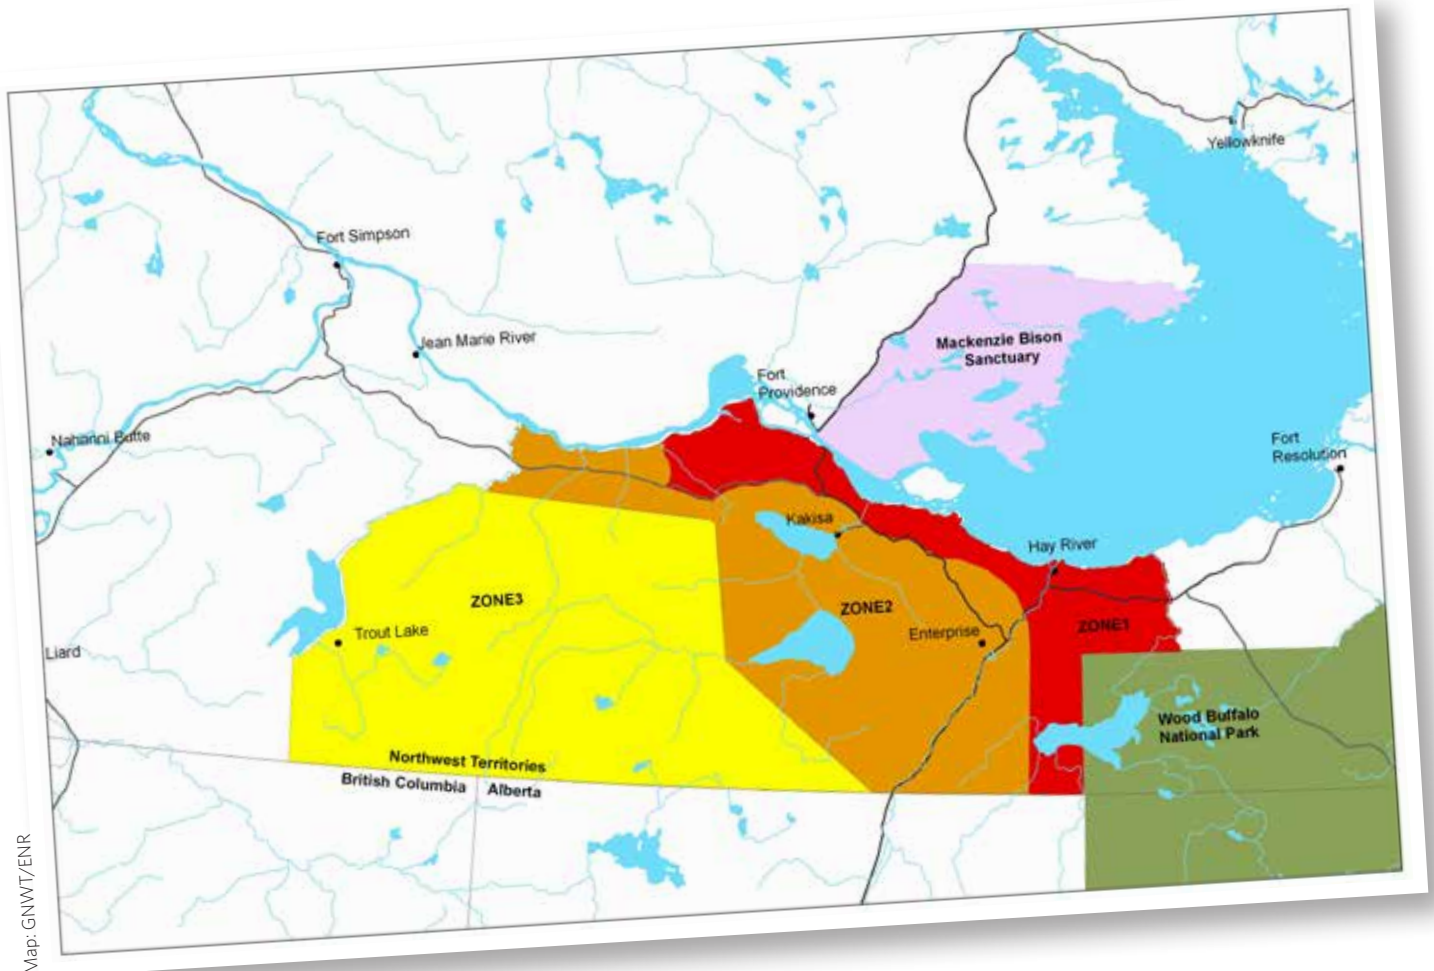 Yellowknife
Fort Simpson
Jean Marie River
Mackenzie Bison
Sanctuary
Fort
Providence
Nahanni Butte
Fort
Resolution
Kakisa
Hay River
ZONE3
ZONE2
ZONE1
Trout Lake
Enterprise
Liard
Wood Buffalo
National Park
Northwest Territories
British Columbia
Alberta
Map: GNWT/ENR